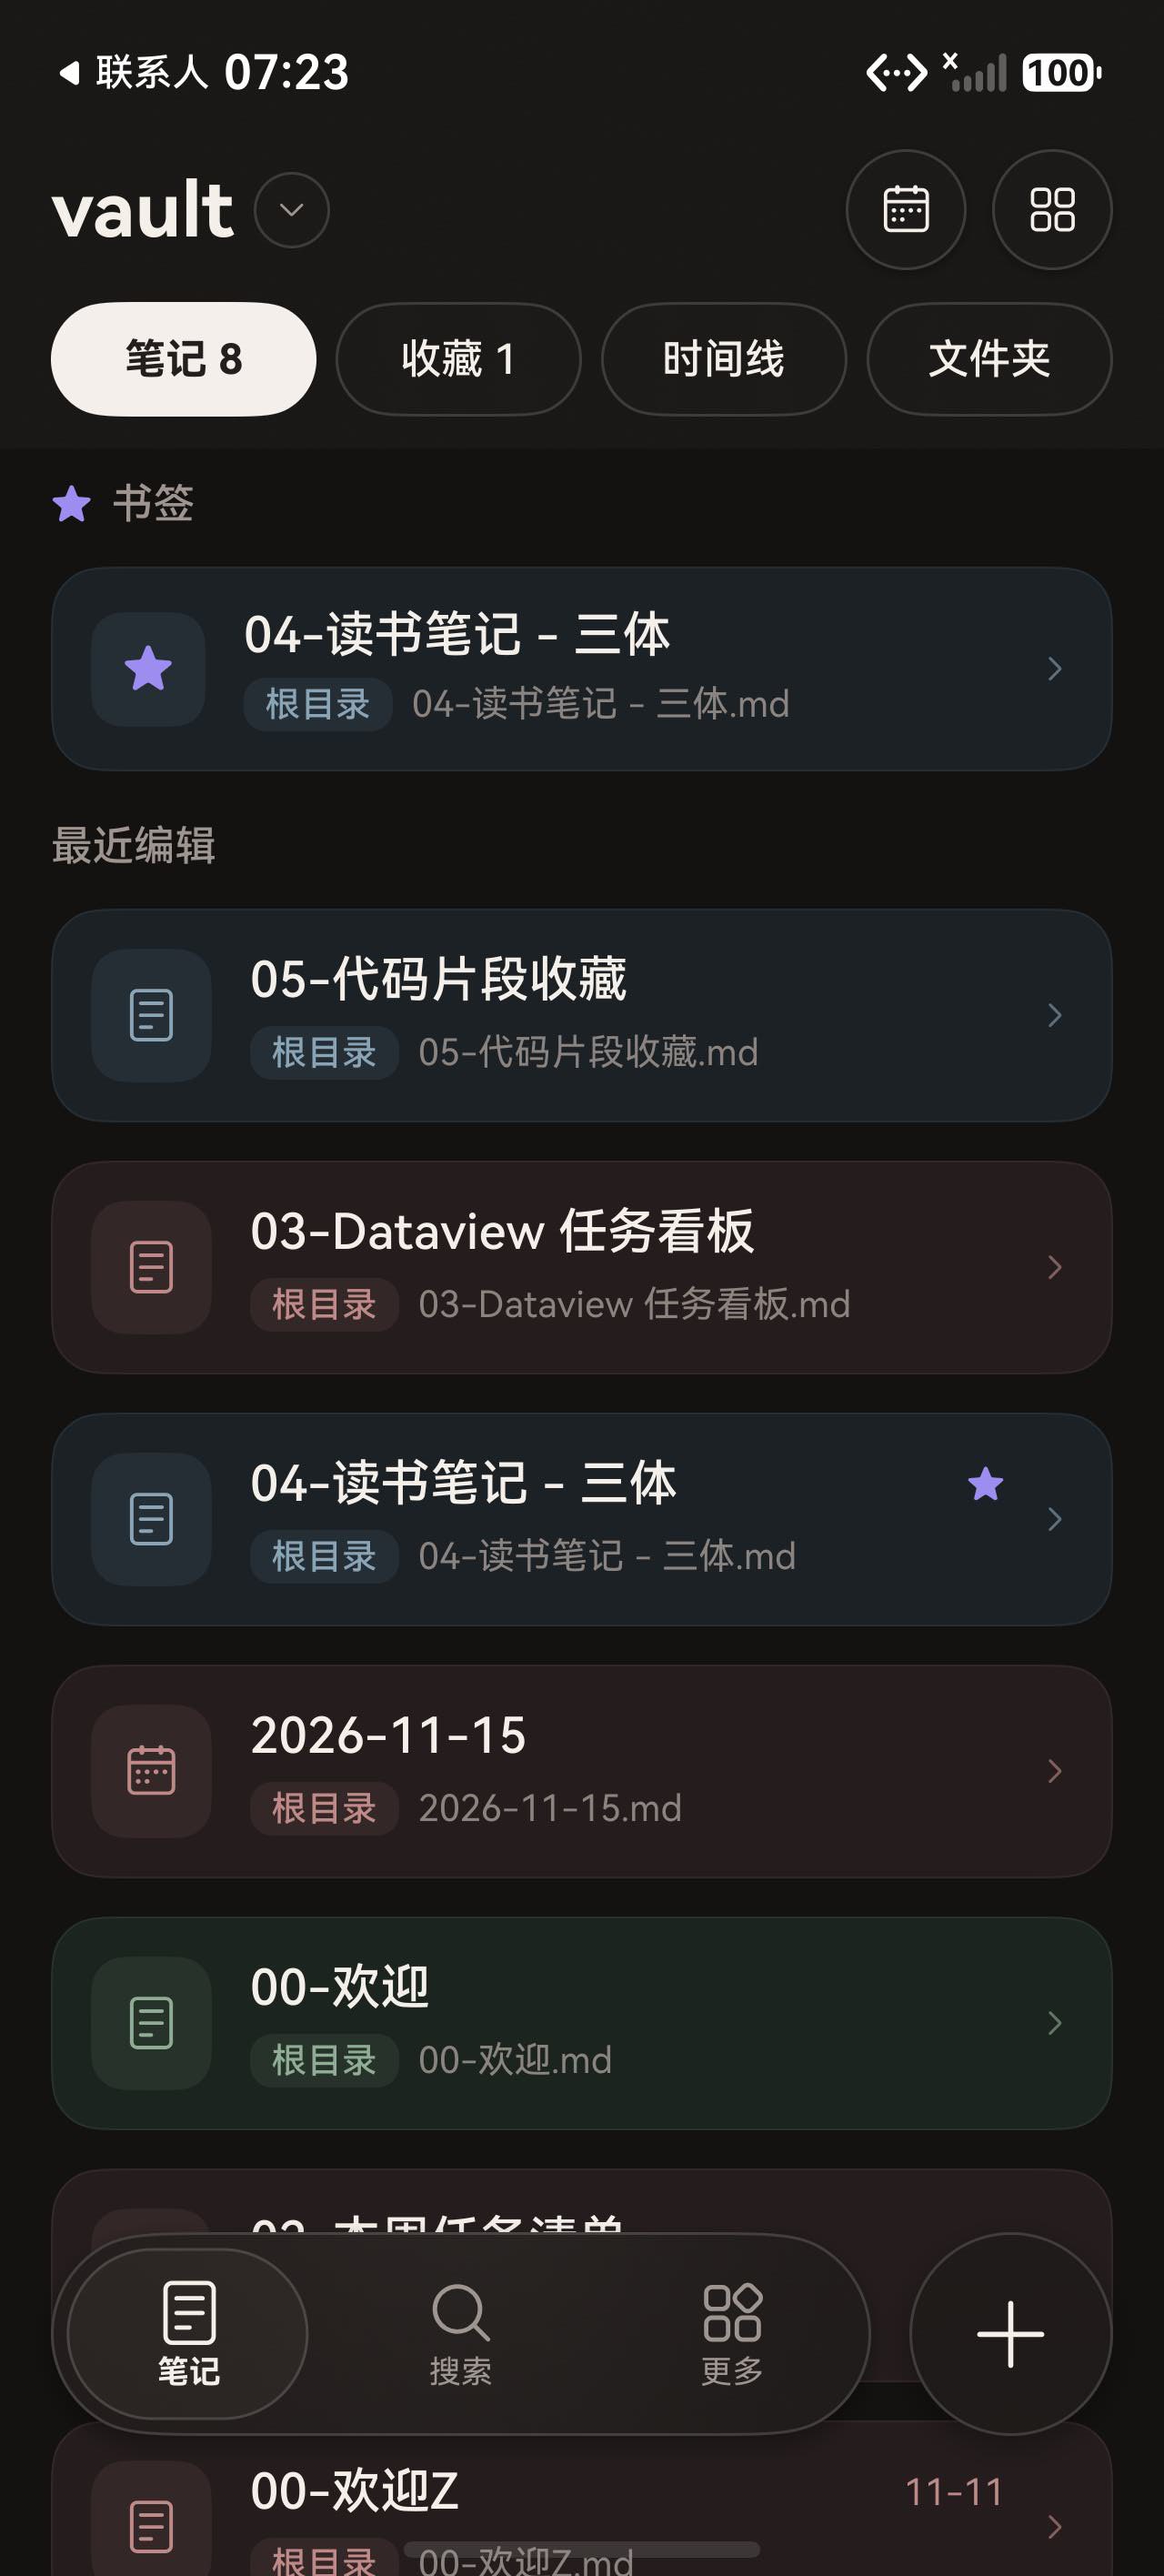 联系人 07:23
100
vault
笔记 8
收藏 1
时间线
文件夹
书签
04-读书笔记 - 三体
根目录 04-读书笔记 - 三体.md
最近编辑
05-代码片段收藏
根目录 05-代码片段收藏.md
03-Dataview 任务看板
根目录 03-Dataview 任务看板.md
04-读书笔记 - 三体
根目录 04-读书笔记 - 三体.md
2026-11-15
根目录 2026-11-15.md
00-欢迎
根目录 00-欢迎.md
本周任务清单
笔记
搜索
更多
00-欢迎Z
11-11
根目录 00-欢迎Z.md